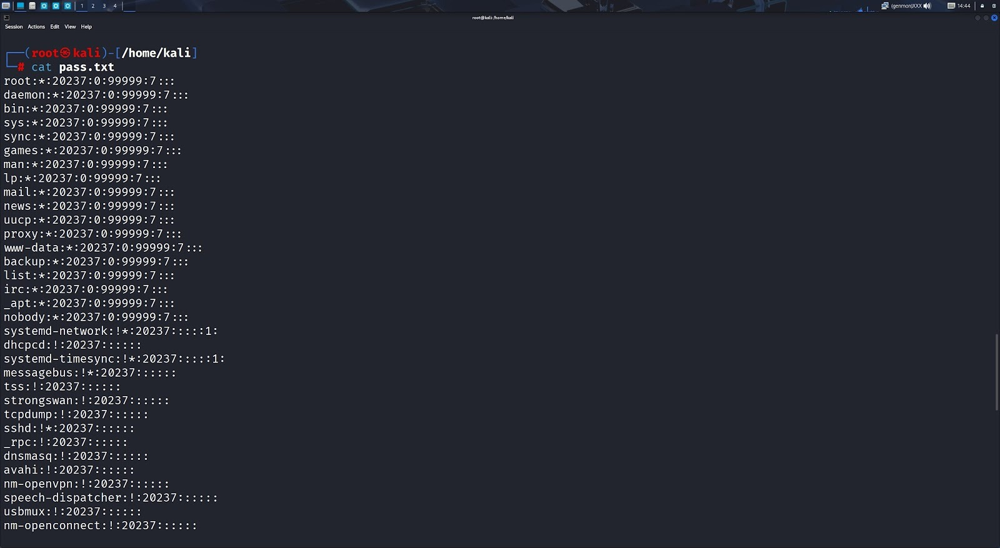 1 2 3 4
(genmon)XXX
14:44
root@kali: /home/kali
Session Actions Edit View Help
┌──(root㉿kali)-[/home/kali]
└─# cat pass.txt
root:*:20237:0:99999:7:::
daemon:*:20237:0:99999:7:::
bin:*:20237:0:99999:7:::
sys:*:20237:0:99999:7:::
sync:*:20237:0:99999:7:::
games:*:20237:0:99999:7:::
man:*:20237:0:99999:7:::
lp:*:20237:0:99999:7:::
mail:*:20237:0:99999:7:::
news:*:20237:0:99999:7:::
uucp:*:20237:0:99999:7:::
proxy:*:20237:0:99999:7:::
www-data:*:20237:0:99999:7:::
backup:*:20237:0:99999:7:::
list:*:20237:0:99999:7:::
irc:*:20237:0:99999:7:::
_apt:*:20237:0:99999:7:::
nobody:*:20237:0:99999:7:::
systemd-network:!*:20237:::::1:
dhcpcd:!:20237::::::
systemd-timesync:!*:20237:::::1:
messagebus:!*:20237::::::
tss:!:20237::::::
strongswan:!:20237::::::
tcpdump:!:20237::::::
sshd:!*:20237::::::
_rpc:!:20237::::::
dnsmasq:!:20237::::::
avahi:!:20237::::::
nm-openvpn:!:20237::::::
speech-dispatcher:!:20237::::::
usbmux:!:20237::::::
nm-openconnect:!:20237::::::